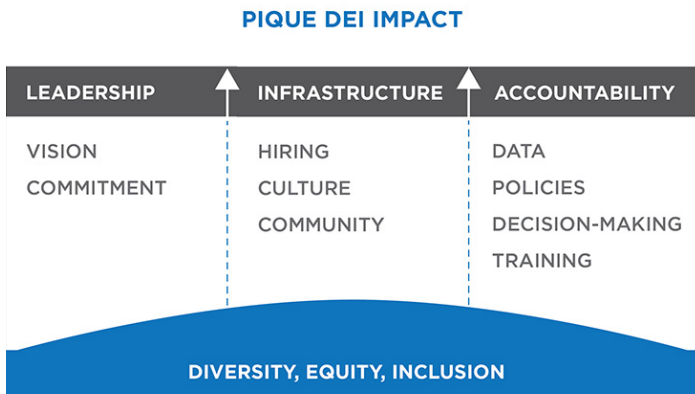 PIQUE DEI IMPACT
LEADERSHIP
VISION
COMMITMENT
INFRASTRUCTURE
HIRING
CULTURE
COMMUNITY
ACCOUNTABILITY
DATA
POLICIES
DECISION-MAKING
TRAINING
DIVERSITY, EQUITY, INCLUSION